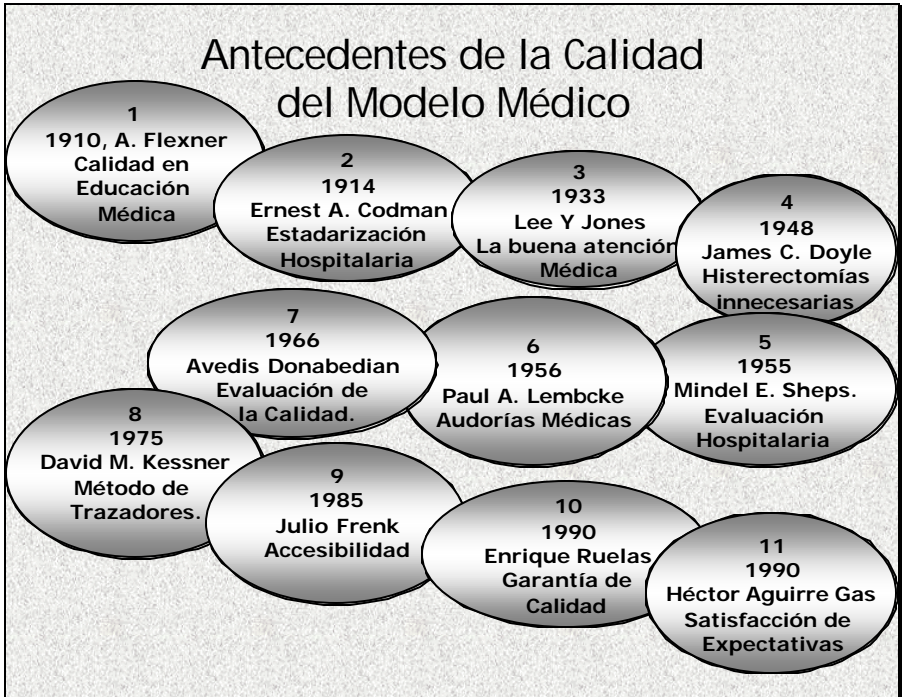 Antecedentes de la Calidad
del Modelo Médico
1
1910, A. Flexner
Calidad en
Educación
Médica
2
1914
Ernest A. Codman
Estadarización
Hospitalaria
3
1933
Lee Y Jones
La buena atención
Médica
4
1948
James C. Doyle
Histerectomías
innecesarias
5
1955
Mindel E. Sheps.
Evaluación
Hospitalaria
6
1956
Paul A. Lembcke
Audorías Médicas
7
1966
Avedis Donabedian
Evaluación de
la Calidad.
8
1975
David M. Kessner
Método de
Trazadores.
9
1985
Julio Frenk
Accesibilidad
10
1990
Enrique Ruelas
Garantía de
Calidad
11
1990
Héctor Aguirre Gas
Satisfacción de
Expectativas